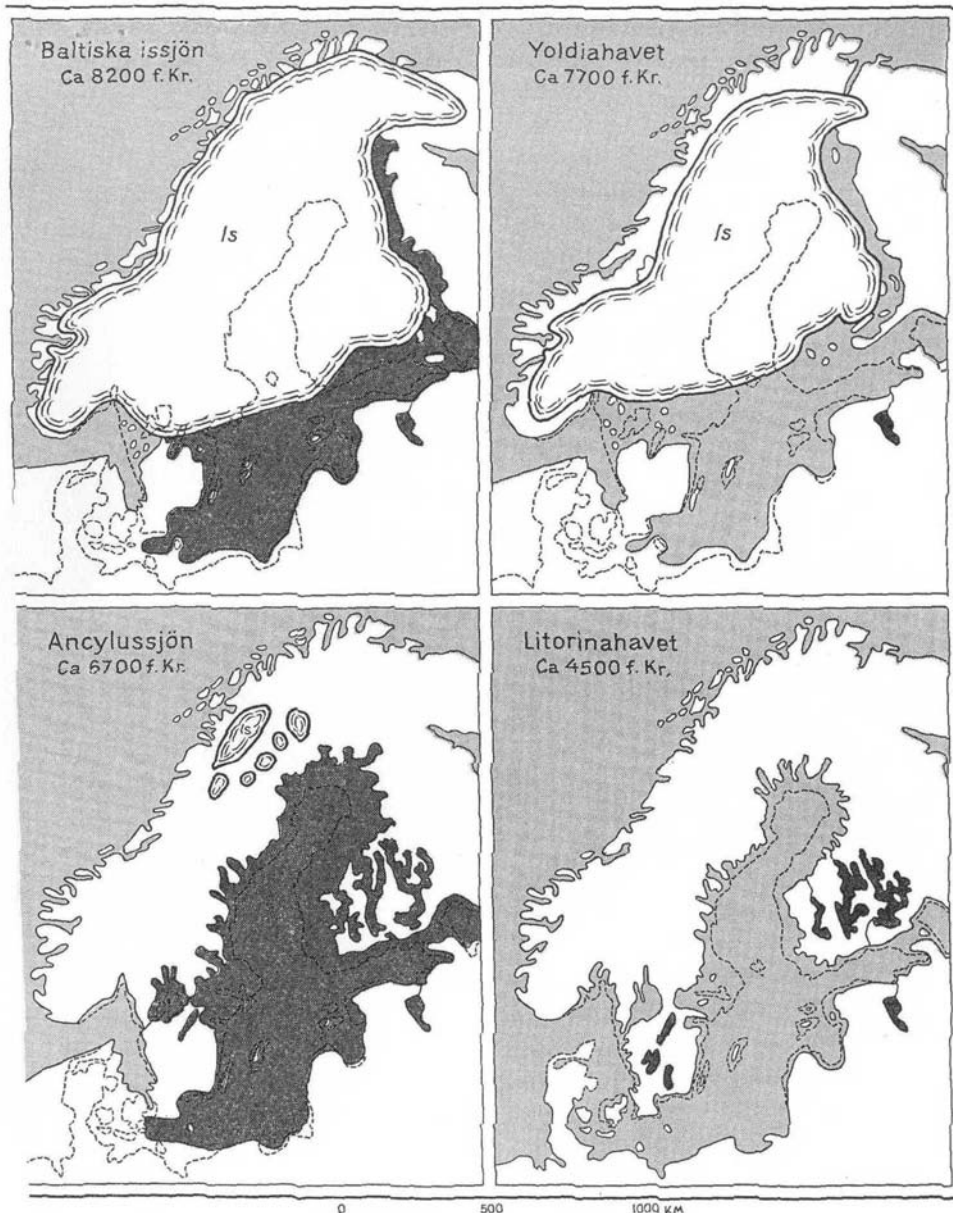 Baltiska issjön
Ca 8200 f. Kr.
Is
Yoldiahavet
Ca 7700 f. Kr.
Is
Ancylussjön
Ca 6700 f. Kr.
Is
Litorinahavet
Ca 4500 f. Kr.
0 500 1000 KM